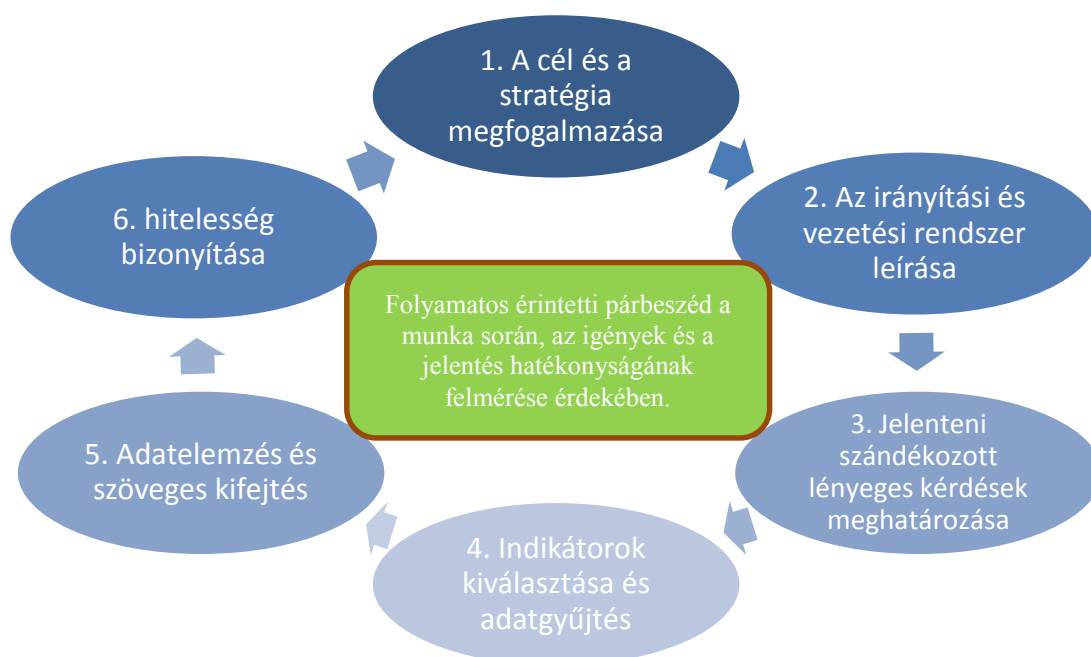 1. A cél és a
stratégia
megfogalmazása
2. Az irányítási és
vezetési rendszer
leírása
3. Jelenteni
szándékozott
lényeges kérdések
meghatározása
4. Indikátorok
kiválasztása és
adatgyűjtés
5. Adatelemzés és
szöveges kifejtés
6. hitelesség
bizonyítása
Folyamatos érintetti párbeszéd a
munka során, az igények és a
jelentés hatékonyságának
felmérése érdekében.